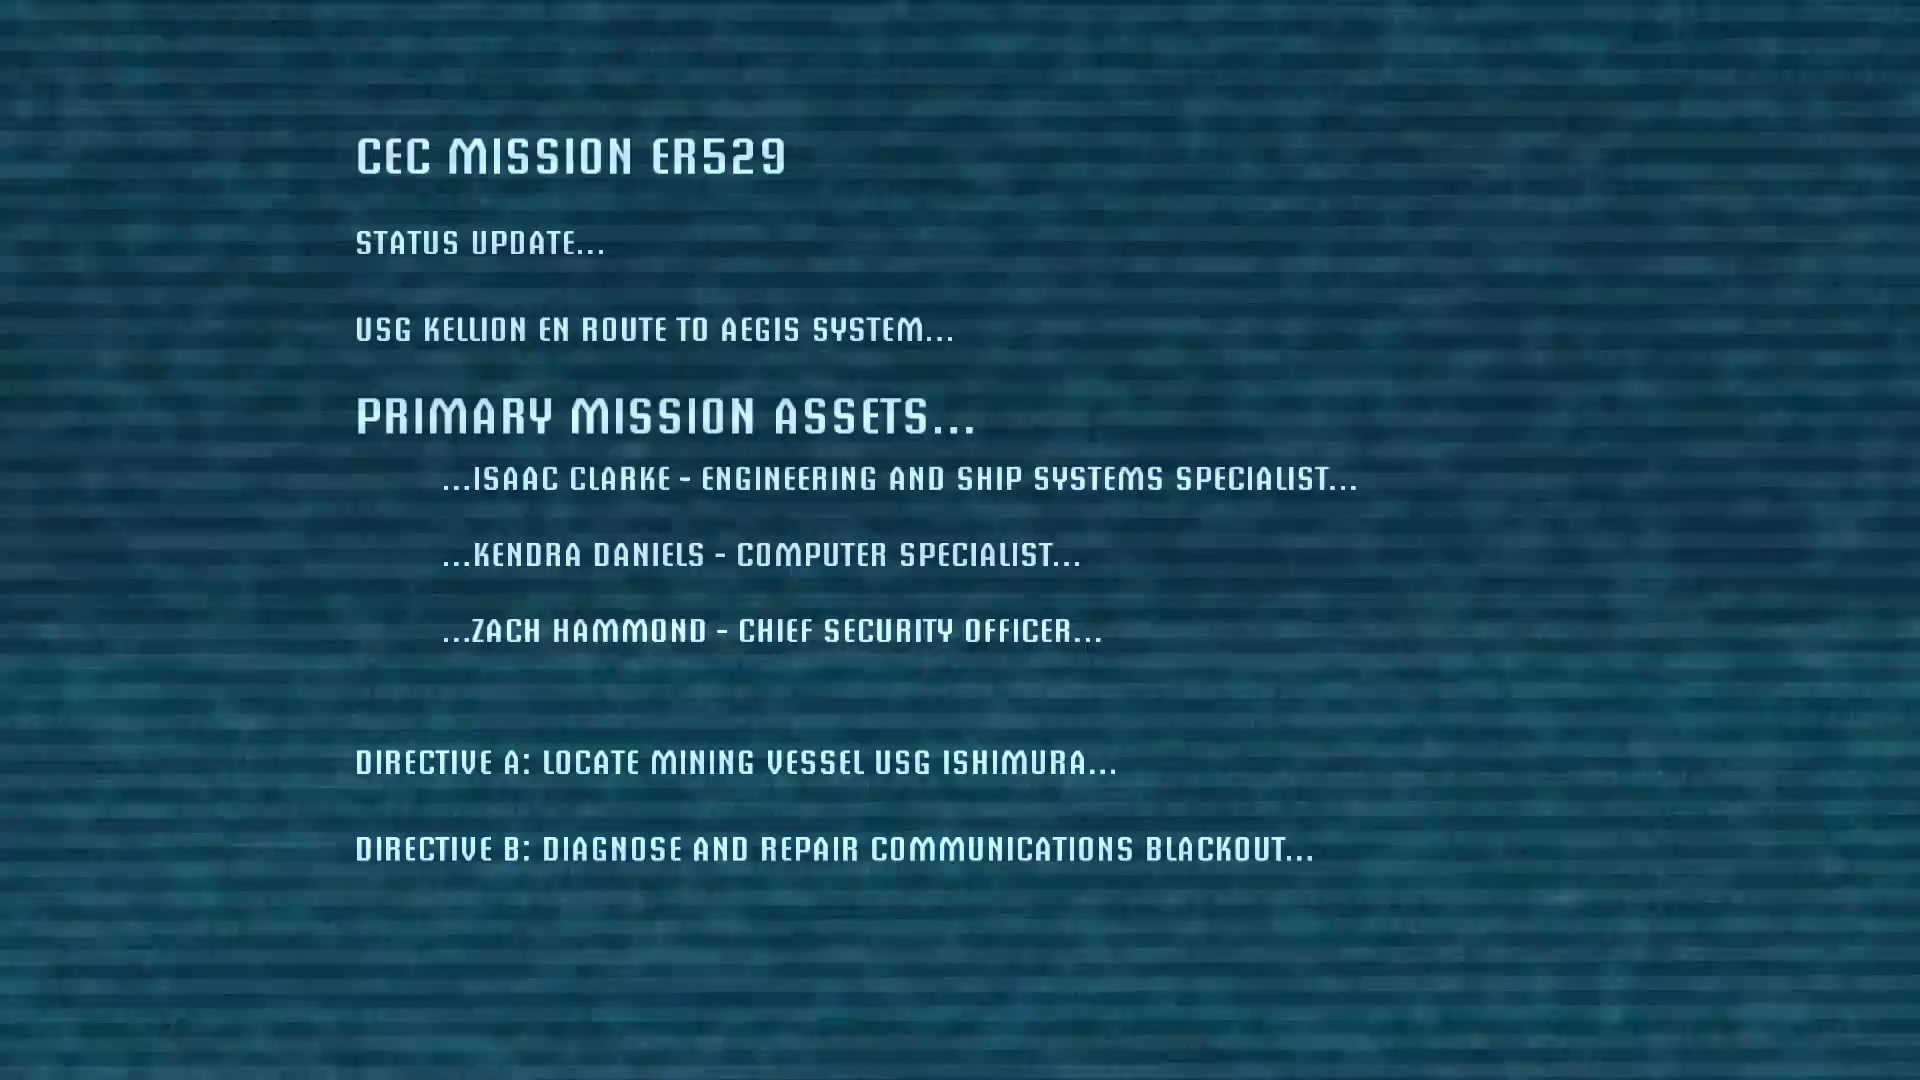 CEC MISSION ER529
STATUS UPDATE...
USG KELLION EN ROUTE TO AEGIS SYSTEM...
PRIMARY MISSION ASSETS...
...ISAAC CLARKE - ENGINEERING AND SHIP SYSTEMS SPECIALIST...
...KENDRA DANIELS - COMPUTER SPECIALIST...
...ZACH HAMMOND - CHIEF SECURITY OFFICER...
DIRECTIVE A: LOCATE MINING VESSEL USG ISHIMURA...
DIRECTIVE B: DIAGNOSE AND REPAIR COMMUNICATIONS BLACKOUT...